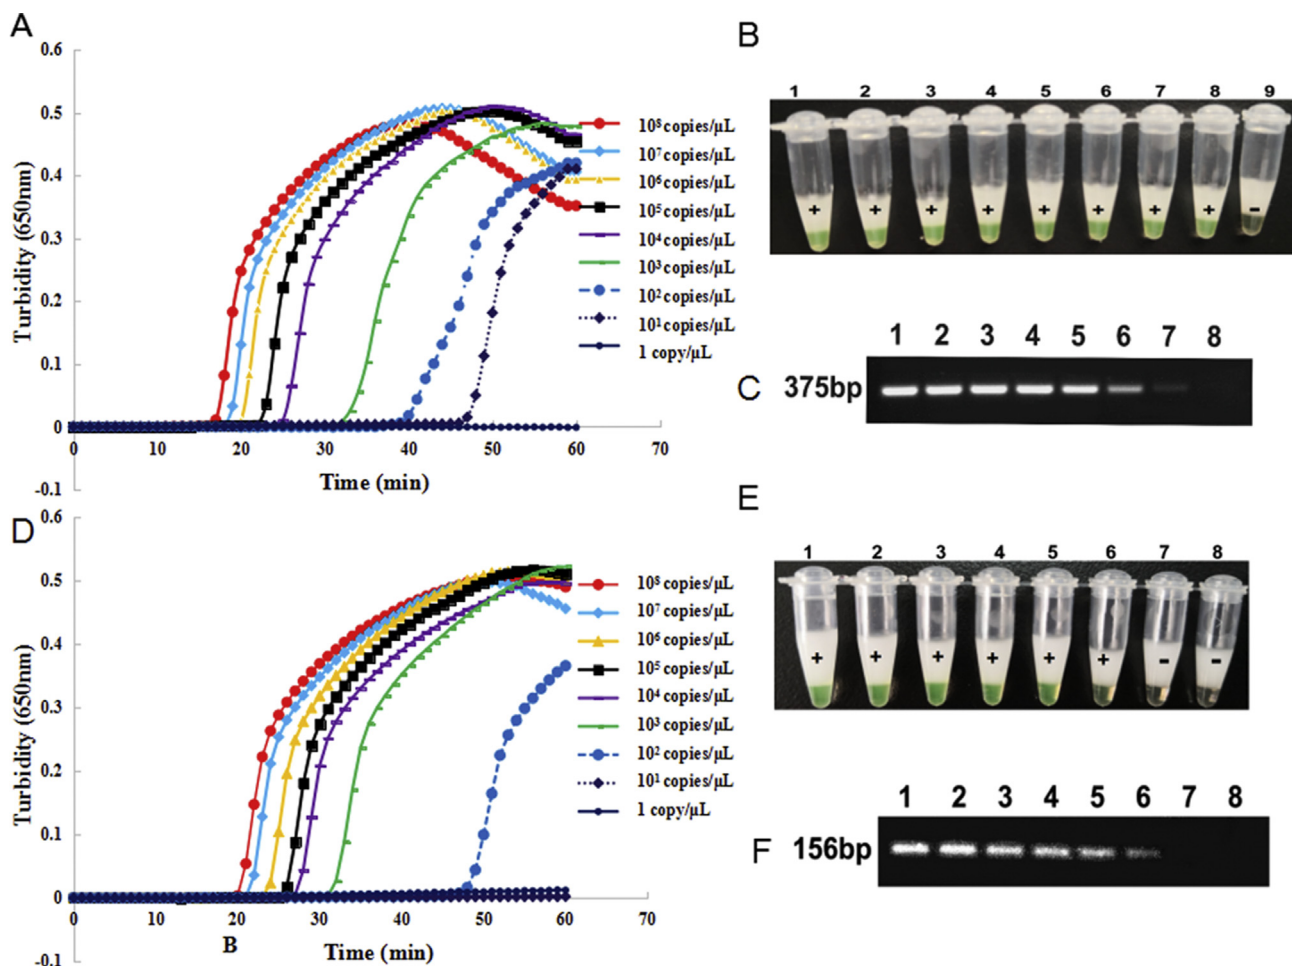 A
0.6
0.5
0.4
0.3
0.2
0.1
0
-0.1
Turbidity (650nm)
10 20 30 40 50 60 70
Time (min)
10⁸ copies/µL
10⁷ copies/µL
10⁶ copies/µL
10⁵ copies/µL
10⁴ copies/µL
10³ copies/µL
10² copies/µL
10¹ copies/µL
1 copy/µL
B
1 2 3 4 5 6 7 8 9
+ + + + + + + + -
1 2 3 4 5 6 7 8
C 375bp
D
0.6
0.5
0.4
0.3
0.2
0.1
0
-0.1
Turbidity (650nm)
0 10 20 30 40 50 60 70
B Time (min)
10⁸ copies/µL
10⁷ copies/µL
10⁶ copies/µL
10⁵ copies/µL
10⁴ copies/µL
10³ copies/µL
10² copies/µL
10¹ copies/µL
1 copy/µL
E
1 2 3 4 5 6 7 8
+ + + + + + - -
1 2 3 4 5 6 7 8
F 156bp